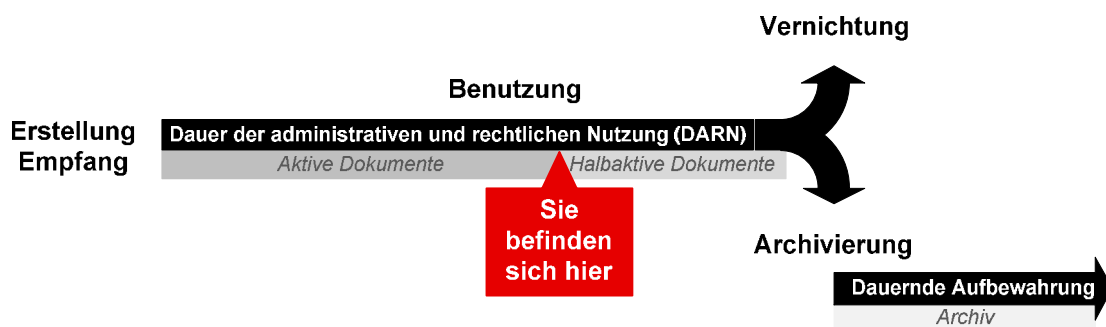 Vernichtung
Benutzung
Erstellung
Empfang
Dauer der administrativen und rechtlichen Nutzung (DARN)
Aktive Dokumente
Halbaktive Dokumente
Sie
befinden
sich hier
Archivierung
Dauernde Aufbewahrung
Archiv